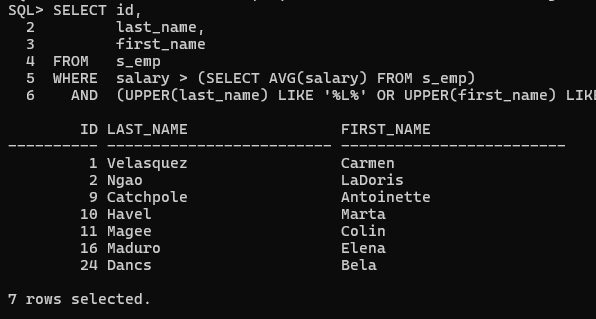 SQL> SELECT id,
  2         last_name,
  3         first_name
  4  FROM   s_emp
  5  WHERE  salary > (SELECT AVG(salary) FROM s_emp)
  6    AND  (UPPER(last_name) LIKE '%L%' OR UPPER(first_name) LIKE
        ID LAST_NAME                 FIRST_NAME
---------- ------------------------- -------------------------
         1 Velasquez                 Carmen
         2 Ngao                      LaDoris
         9 Catchpole                 Antoinette
        10 Havel                     Marta
        11 Magee                     Colin
        16 Maduro                    Elena
        24 Dancs                     Bela
7 rows selected.